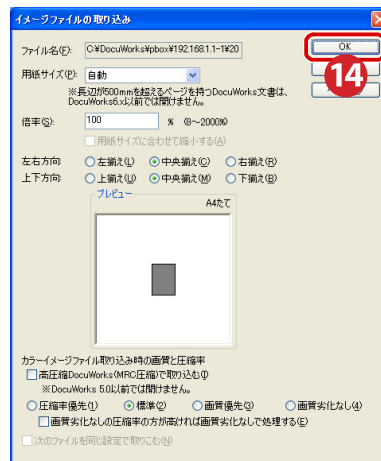 イメージファイルの取り込み
ファイル名(F): C:¥DocuWorks¥pbox¥192.168.1.1-1¥20
OK
14
用紙サイズ(P): 自動
※長辺が500mmを超えるページを持つDocuWorks文書は、
DocuWorks6.x以前では開けません。
倍率(S): 100 % (8～2000%)
用紙サイズに合わせて縮小する(A)
左右方向: 左揃え(L) 中央揃え(C) 右揃え(R)
上下方向: 上揃え(U) 中央揃え(M) 下揃え(B)
プレビュー
A4たて
カラーイメージファイル取り込み時の画質と圧縮率
高圧縮DocuWorks(MRC圧縮)で取り込む(I)
※DocuWorks 5.0以前では開けません。
圧縮率優先(1) 標準(2) 画質優先(3) 画質劣化なし(4)
画質劣化なしの圧縮率の方が高ければ画質劣化なしで処理する(E)
次のファイルを同じ設定で取りこむ(N)